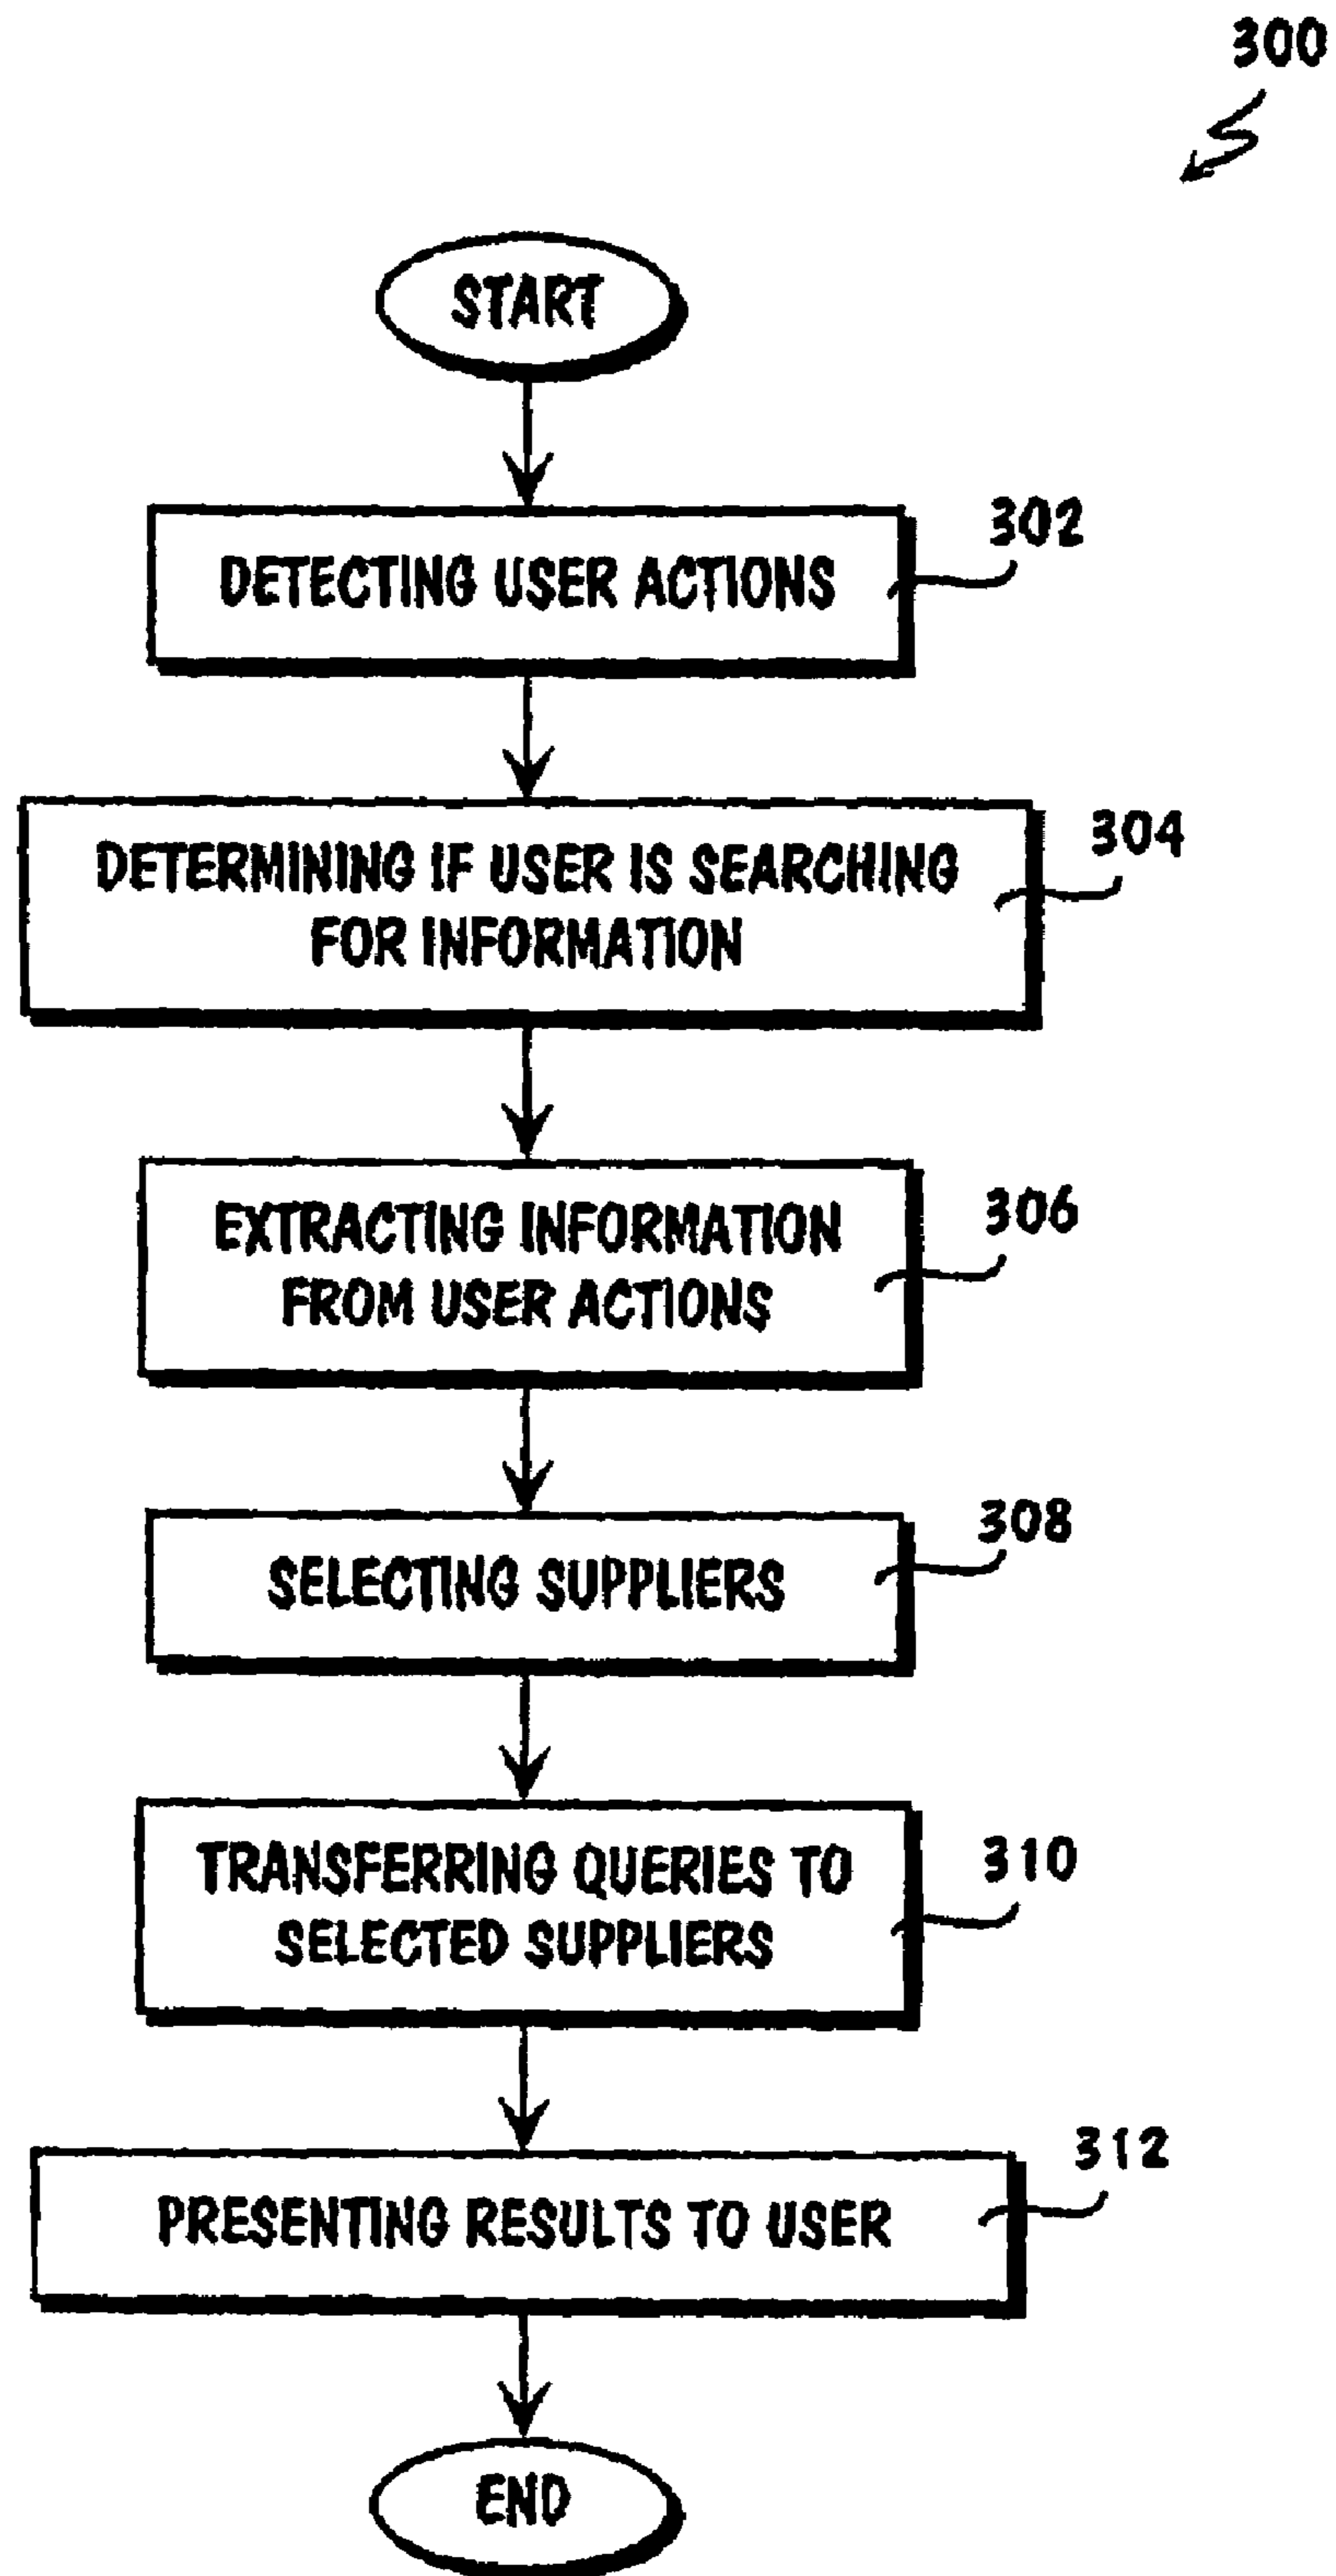 300
START
DETECTING USER ACTIONS
302
DETERMINING IF USER IS SEARCHING
FOR INFORMATION
304
EXTRACTING INFORMATION
FROM USER ACTIONS
306
SELECTING SUPPLIERS
308
TRANSFERRING QUERIES TO
SELECTED SUPPLIERS
310
PRESENTING RESULTS TO USER
312
END